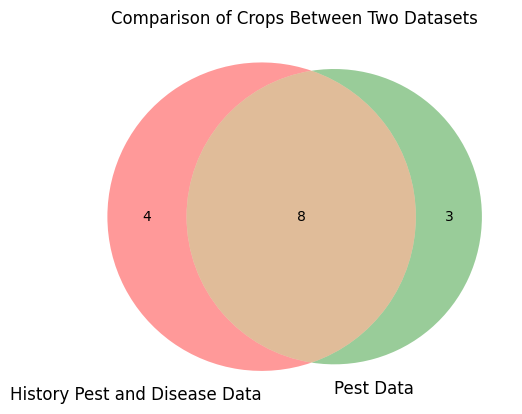 Comparison of Crops Between Two Datasets
4
8
3
History Pest and Disease Data
Pest Data